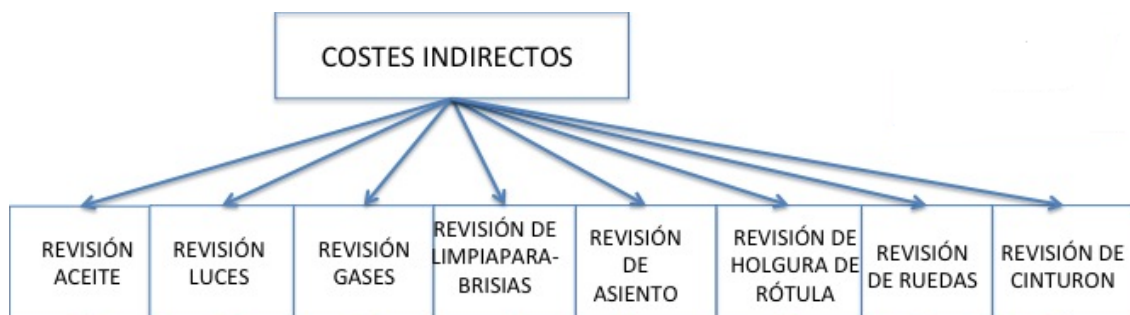 COSTES INDIRECTOS
REVISIÓN
ACEITE
REVISIÓN
LUCES
REVISIÓN
GASES
REVISIÓN DE
LIMPIAPARA-
BRISIAS
REVISIÓN
DE
ASIENTO
REVISIÓN DE
HOLGURA DE
RÓTULA
REVISIÓN
DE RUEDAS
REVISIÓN DE
CINTURON